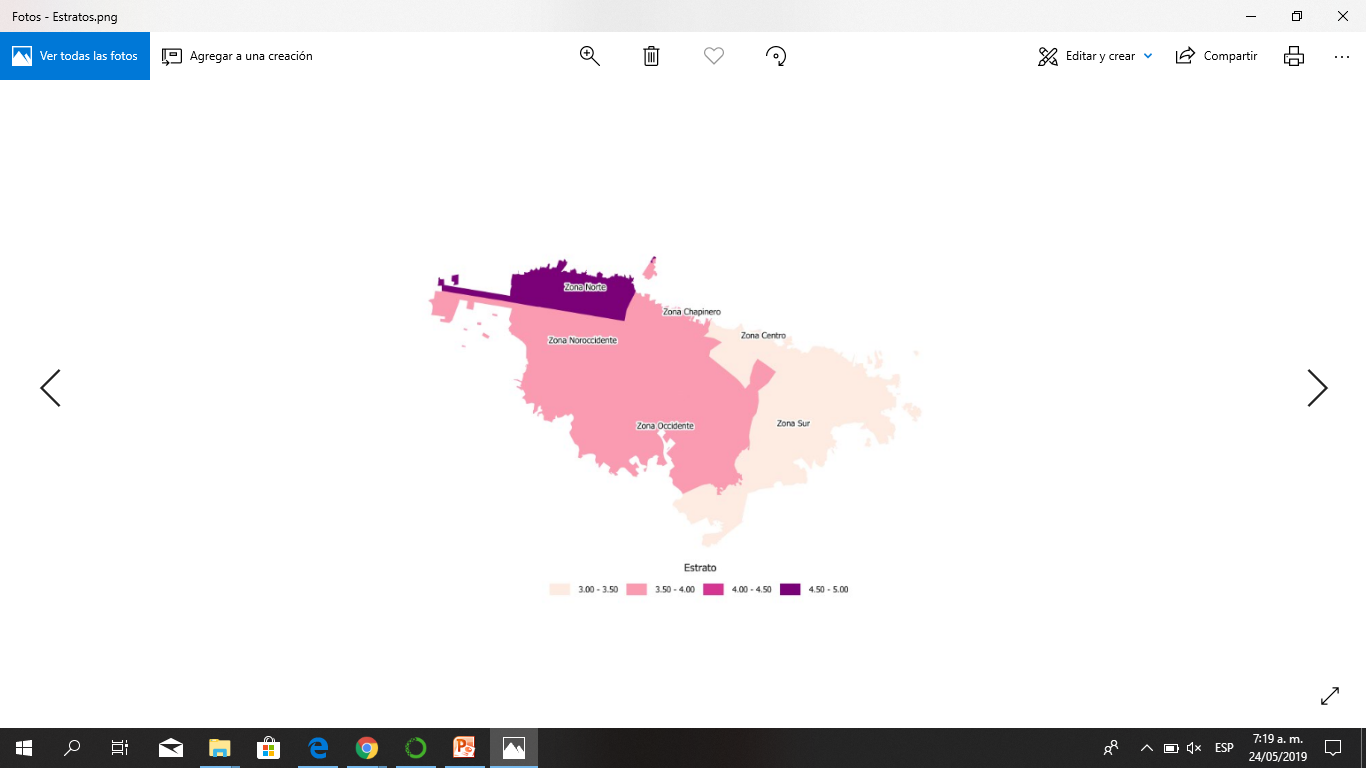 Fotos - Estratos.png
Ver todas las fotos
Agregar a una creación
Editar y crear
Compartir
Zona Norte
Zona Chapinero
Zona Centro
Zona Noroccidente
Zona Occidente
Zona Sur
Estrato
3.00 - 3.50
3.50 - 4.00
4.00 - 4.50
4.50 - 5.00
ESP
7:19 a. m.
24/05/2019